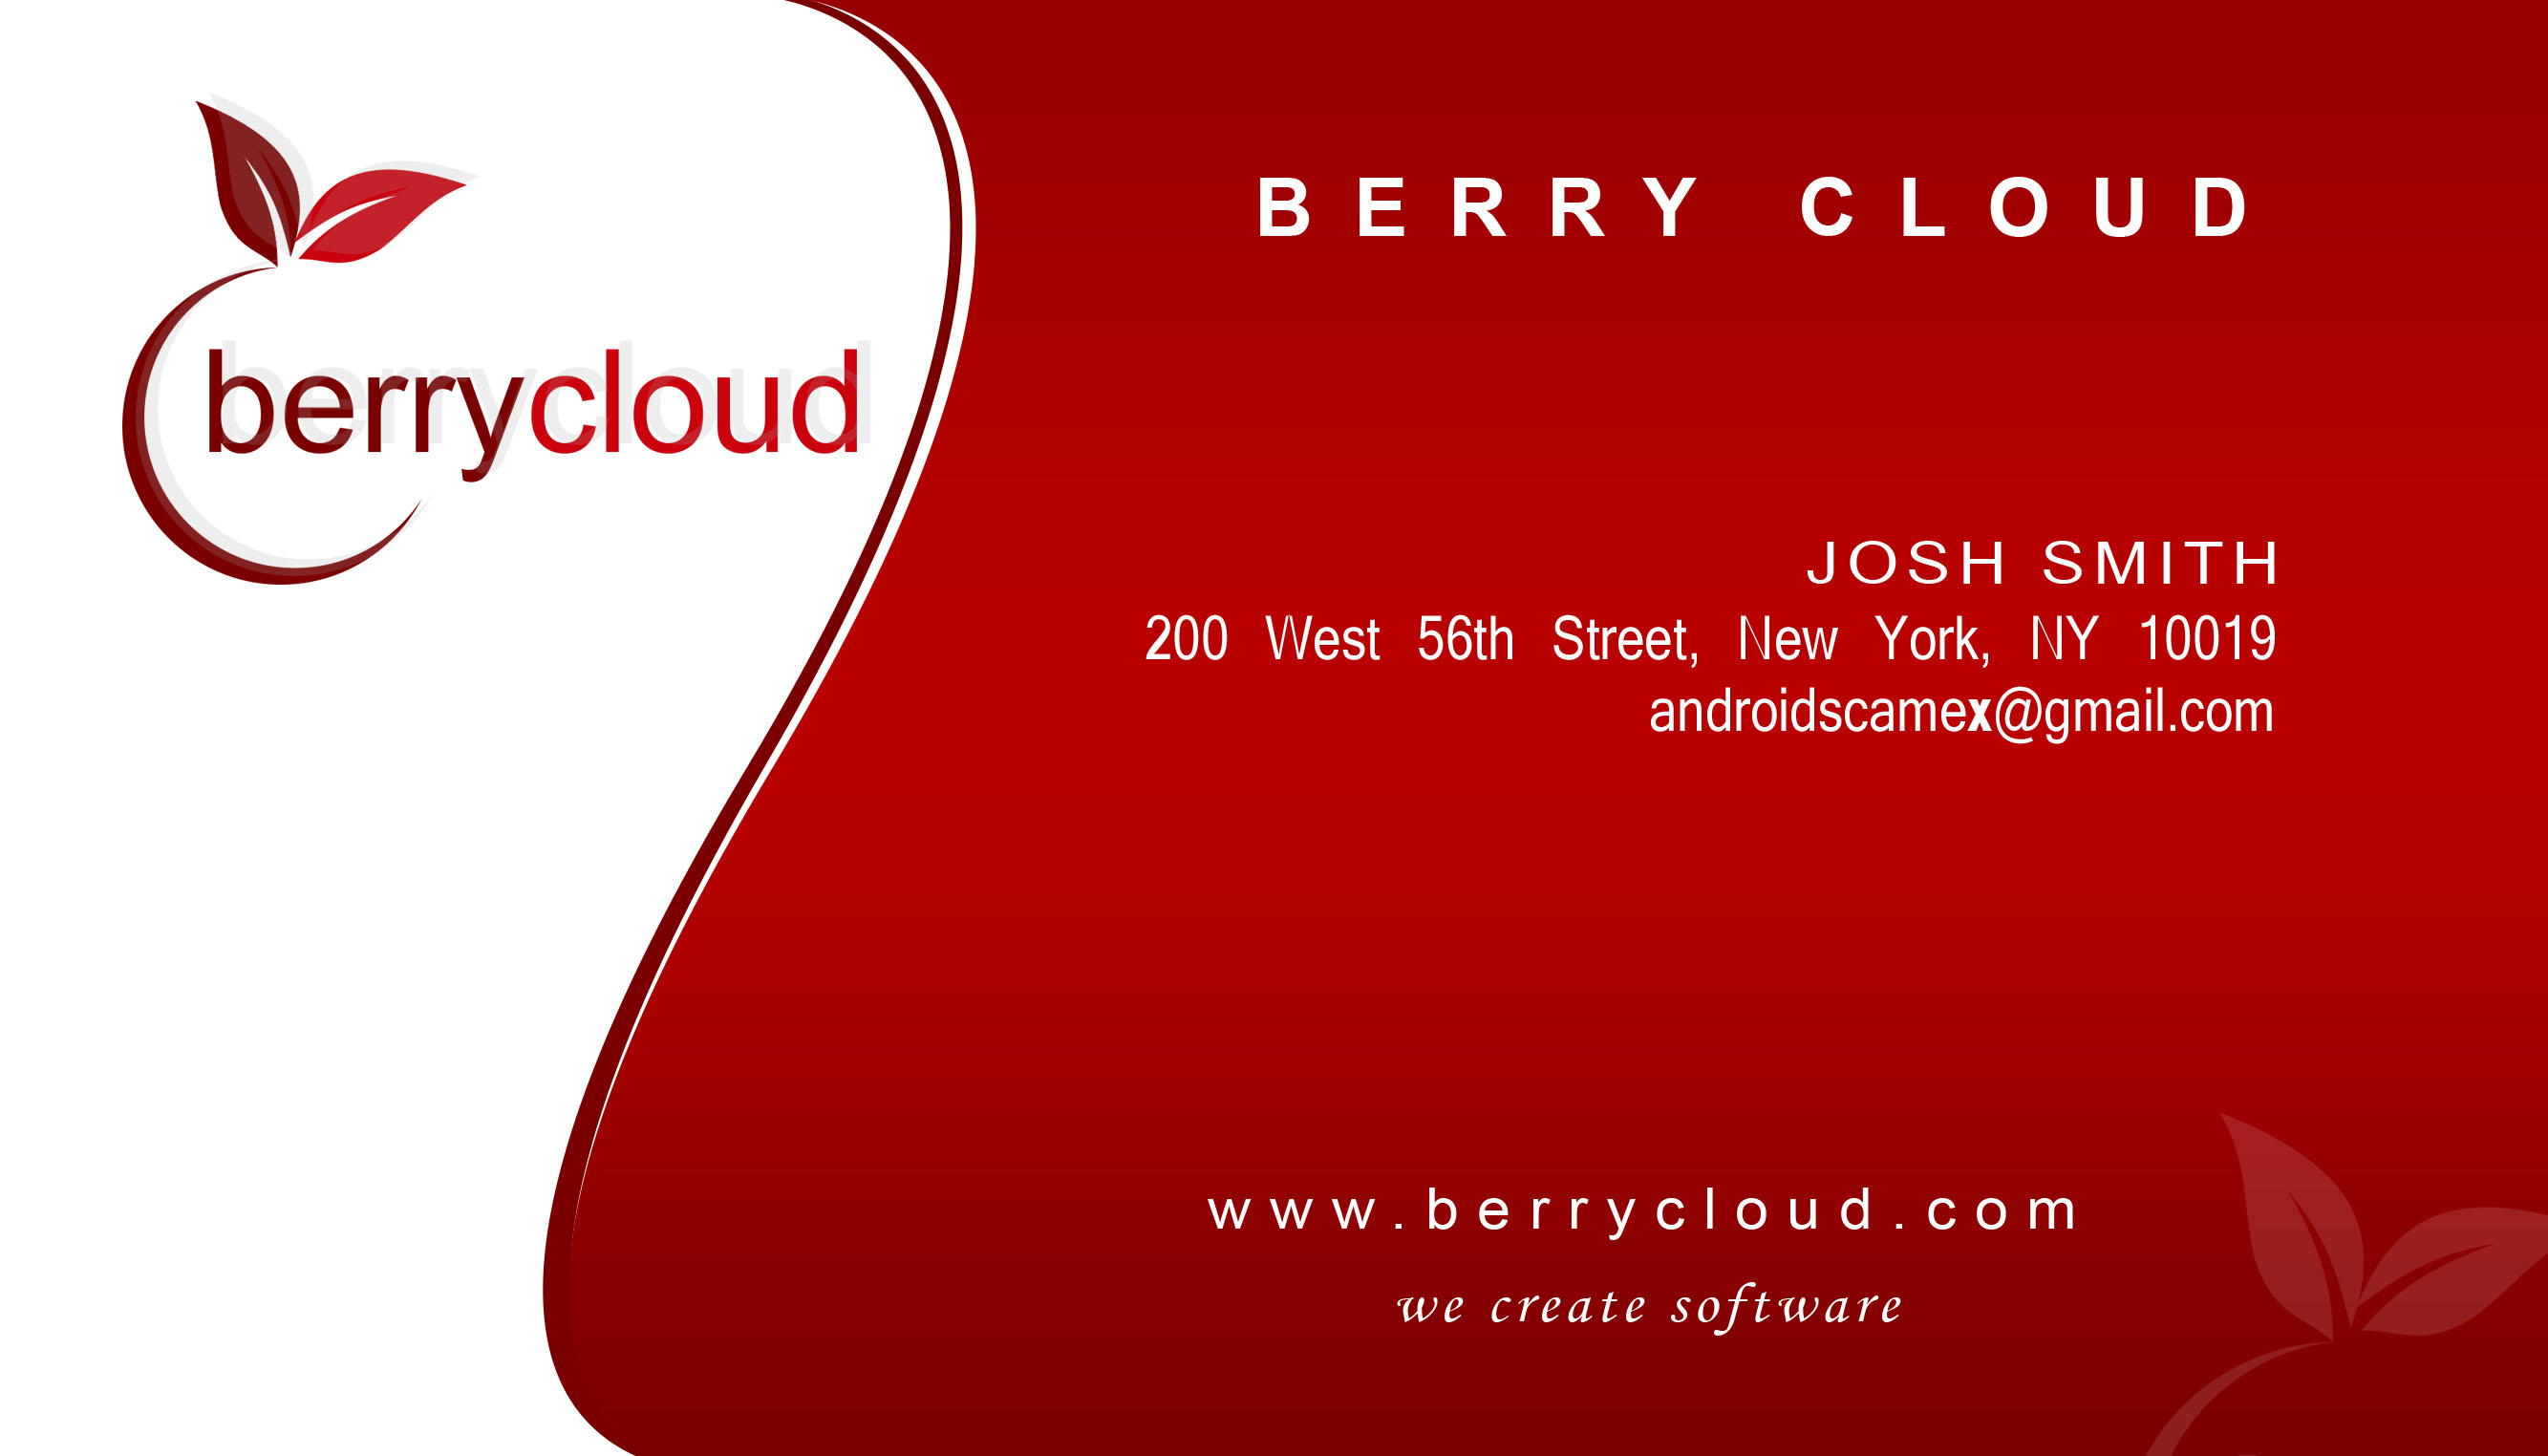 berrycloud
BERRY CLOUD
JOSH SMITH
200 West 56th Street, New York, NY 10019
androidscamex@gmail.com
www.berrycloud.com
we create software